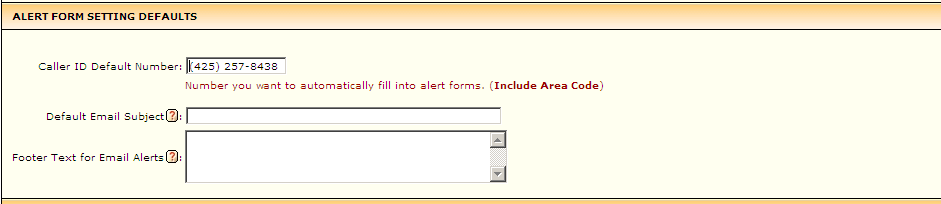 ALERT FORM SETTING DEFAULTS
Caller ID Default Number: (425) 257-8438
Number you want to automatically fill into alert forms. (Include Area Code)
Default Email Subject ? :
Footer Text for Email Alerts ? :